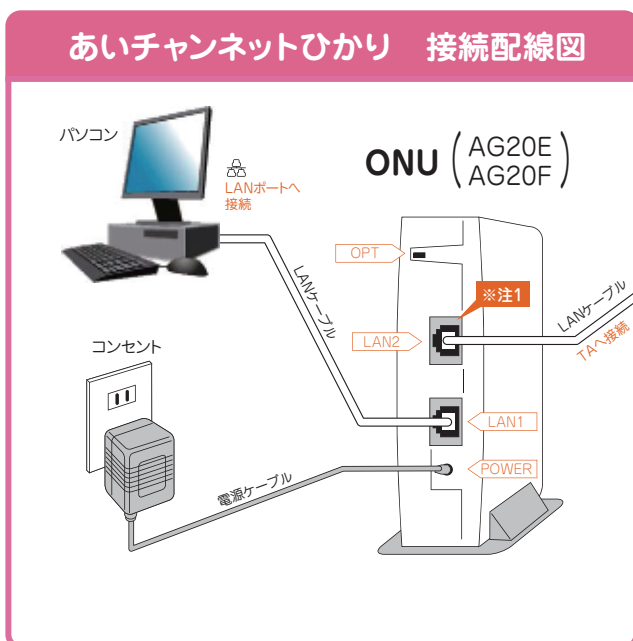 あいチャンネットひかり　接続配線図
パソコン
LANポートへ
接続
ONU
AG20E
AG20F
OPT
※注1
LANケーブル
LANケーブル
TAへ接続
LAN2
コンセント
LAN1
POWER
電源ケーブル